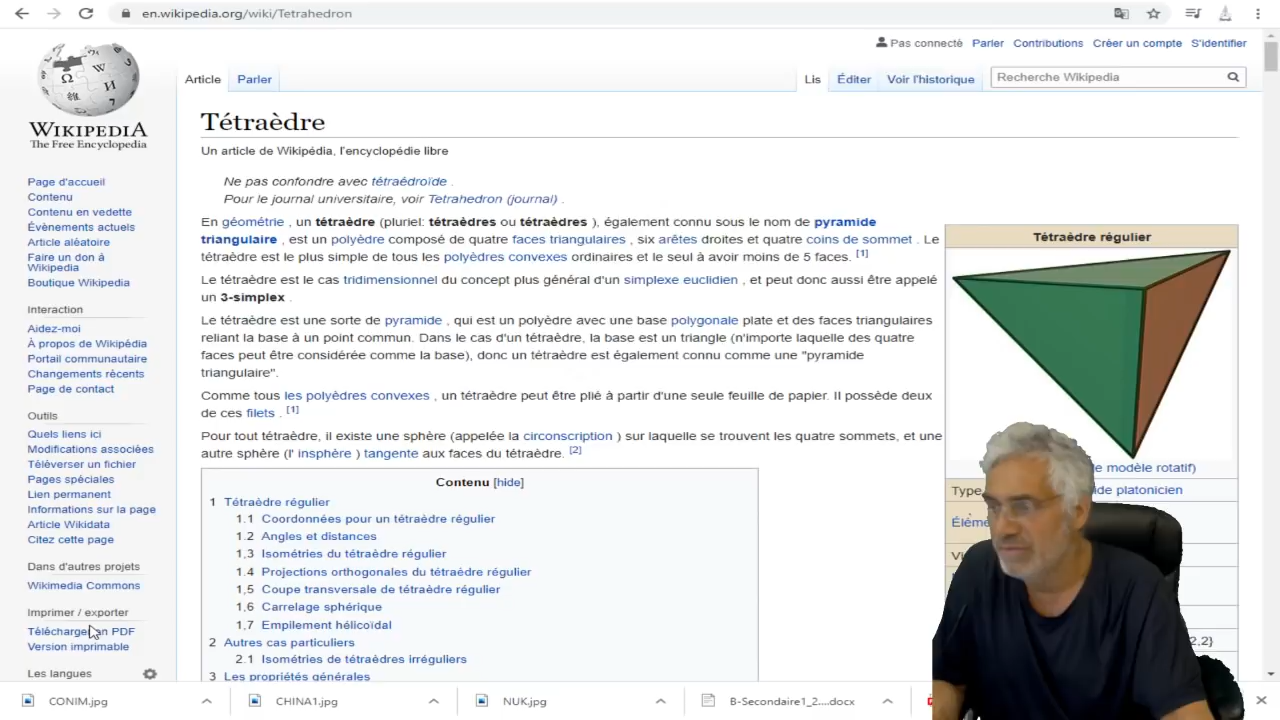 en.wikipedia.org/wiki/Tetrahedron
Pas connecté Parler Contributions Créer un compte S'identifier
Article Parler Lis Éditer Voir l'historique Recherche Wikipedia
WIKIPEDIA
The Free Encyclopedia
Page d'accueil
Contenu
Contenu en vedette
Évènements actuels
Article aléatoire
Faire un don à
Wikipedia
Boutique Wikipedia
Interaction
Aidez-moi
À propos de Wikipédia
Portail communautaire
Changements récents
Page de contact
Outils
Quels liens ici
Modifications associées
Téléverser un fichier
Pages spéciales
Lien permanent
Informations sur la page
Article Wikidata
Citez cette page
Dans d'autres projets
Wikimedia Commons
Imprimer / exporter
Version imprimable
Les langues
Tétraèdre
Un article de Wikipédia, l'encyclopédie libre
Ne pas confondre avec tétraédroïde .
Pour le journal universitaire, voir Tetrahedron (journal) .
En géométrie , un tétraèdre (pluriel: tétraèdres ou tétraèdres ), également connu sous le nom de pyramide
triangulaire , est un polyèdre composé de quatre faces triangulaires , six arêtes droites et quatre coins de sommet . Le
tétraèdre est le plus simple de tous les polyèdres convexes ordinaires et le seul à avoir moins de 5 faces. [1]
Le tétraèdre est le cas tridimensionnel du concept plus général d'un simplexe euclidien , et peut donc aussi être appelé
un 3-simplex .
Le tétraèdre est une sorte de pyramide , qui est un polyèdre avec une base polygonale plate et des faces triangulaires
reliant la base à un point commun. Dans le cas d'un tétraèdre, la base est un triangle (n'importe laquelle des quatre
faces peut être considérée comme la base), donc un tétraèdre est également connu comme une "pyramide
triangulaire".
Comme tous les polyèdres convexes , un tétraèdre peut être plié à partir d'une seule feuille de papier. Il possède deux
de ces filets . [1]
Pour tout tétraèdre, il existe une sphère (appelée la circonscription ) sur laquelle se trouvent les quatre sommets, et une
autre sphère (l' insphère ) tangente aux faces du tétraèdre. [2]
Contenu [hide]
1 Tétraèdre régulier
1.1 Coordonnées pour un tétraèdre régulier
1.2 Angles et distances
1,3 Isométries du tétraèdre régulier
1.4 Projections orthogonales du tétraèdre régulier
1,5 Coupe transversale de tétraèdre régulier
1,6 Carrelage sphérique
1,7 Empilement hélicoïdal
2 Autres cas particuliers
2.1 Isométries de tétraèdres irréguliers
3 Les propriétés générales
Tétraèdre régulier
modèle rotatif)
Type platonicien
2,2}
CONIM.jpg CHINA1.jpg NUK.jpg B-Secondaire1_2....docx